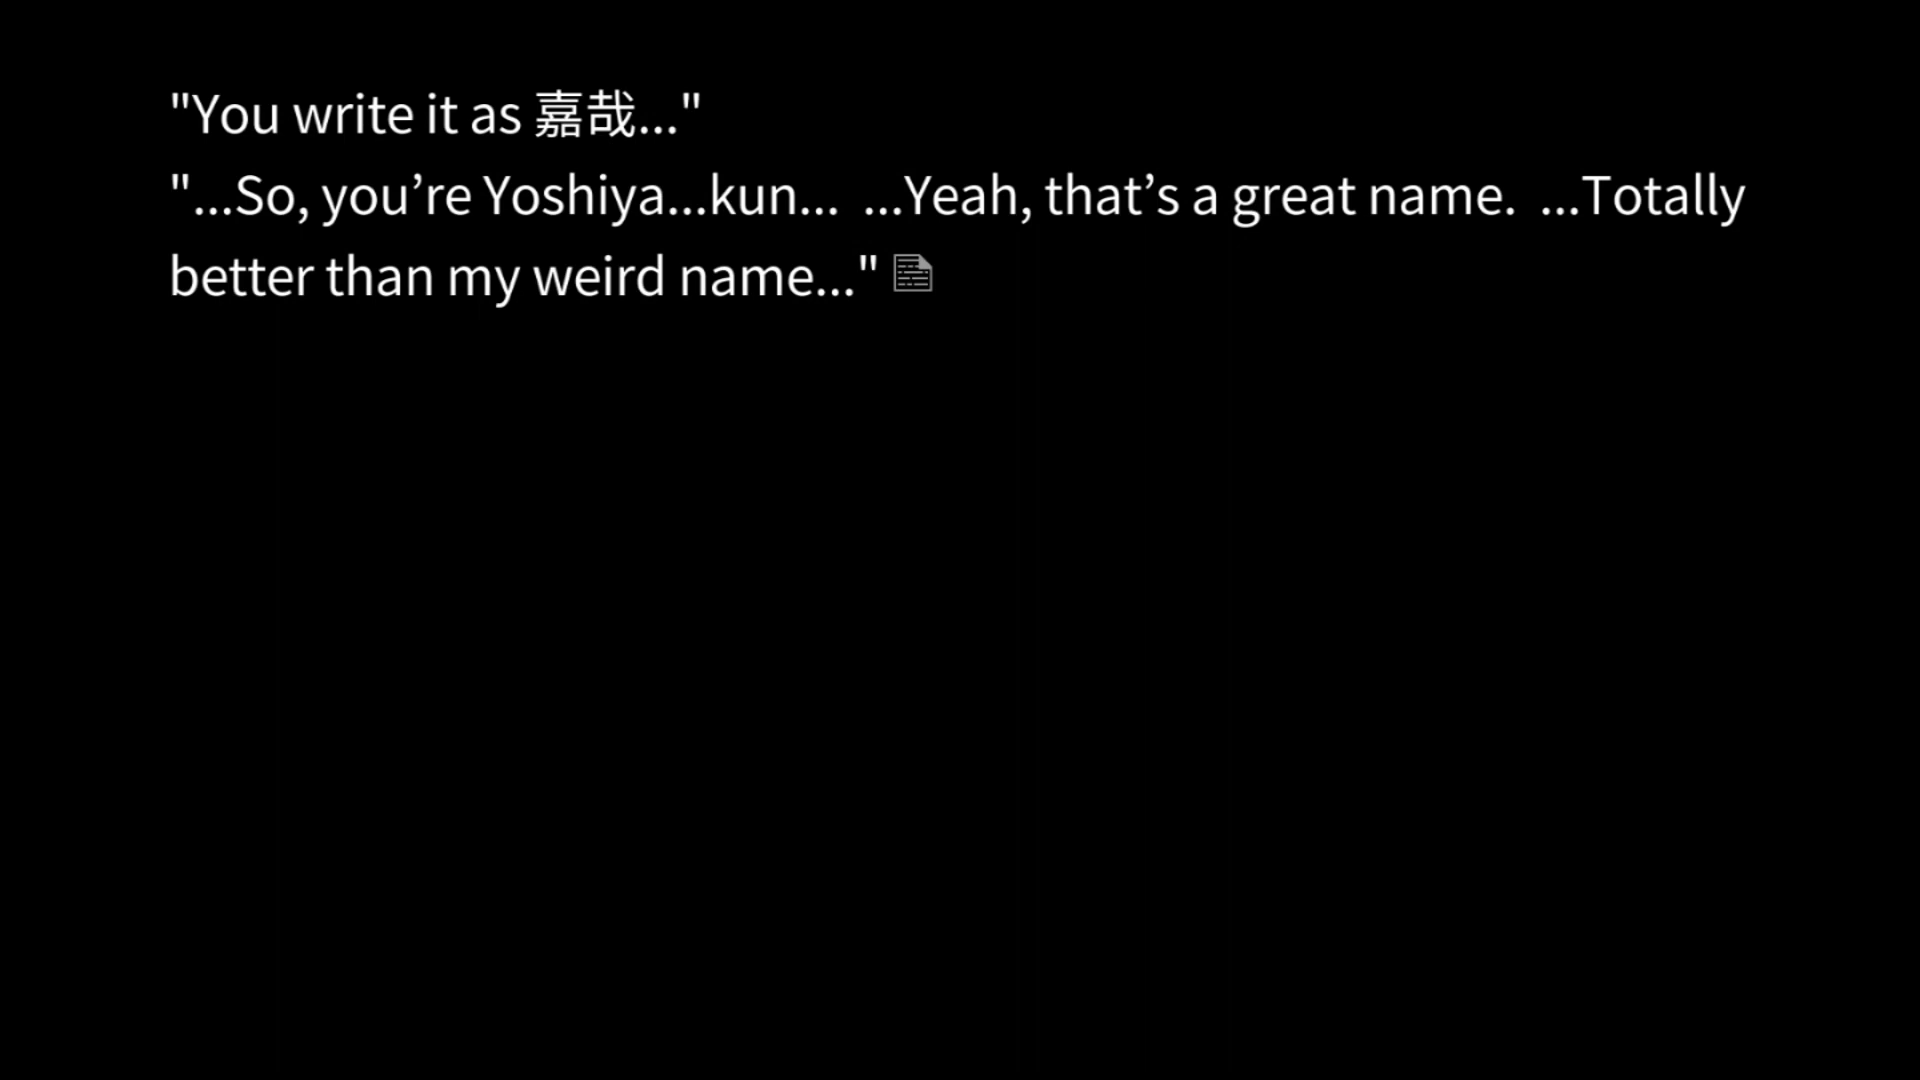 "You write it as 嘉哉..."
"...So, you’re Yoshiya...kun...  ...Yeah, that’s a great name.  ...Totally
better than my weird name..."